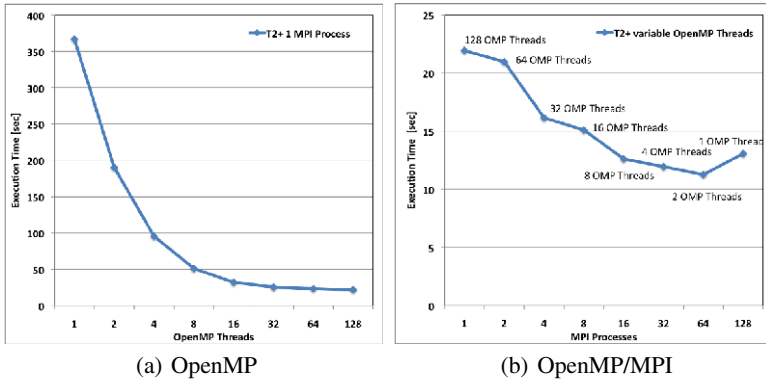 T2+ 1 MPI Process
Execution Time [sec]
400
350
300
250
200
150
100
50
0
1 2 4 8 16 32 64 128
OpenMP Threads
(a) OpenMP
T2+ variable OpenMP Threads
Execution Time [sec]
25
20
15
10
5
0
128 OMP Threads
64 OMP Threads
32 OMP Threads
16 OMP Threads
8 OMP Threads
4 OMP Threads
2 OMP Threads
1 OMP Thread
1 2 4 8 16 32 64 128
MPI Processes
(b) OpenMP/MPI